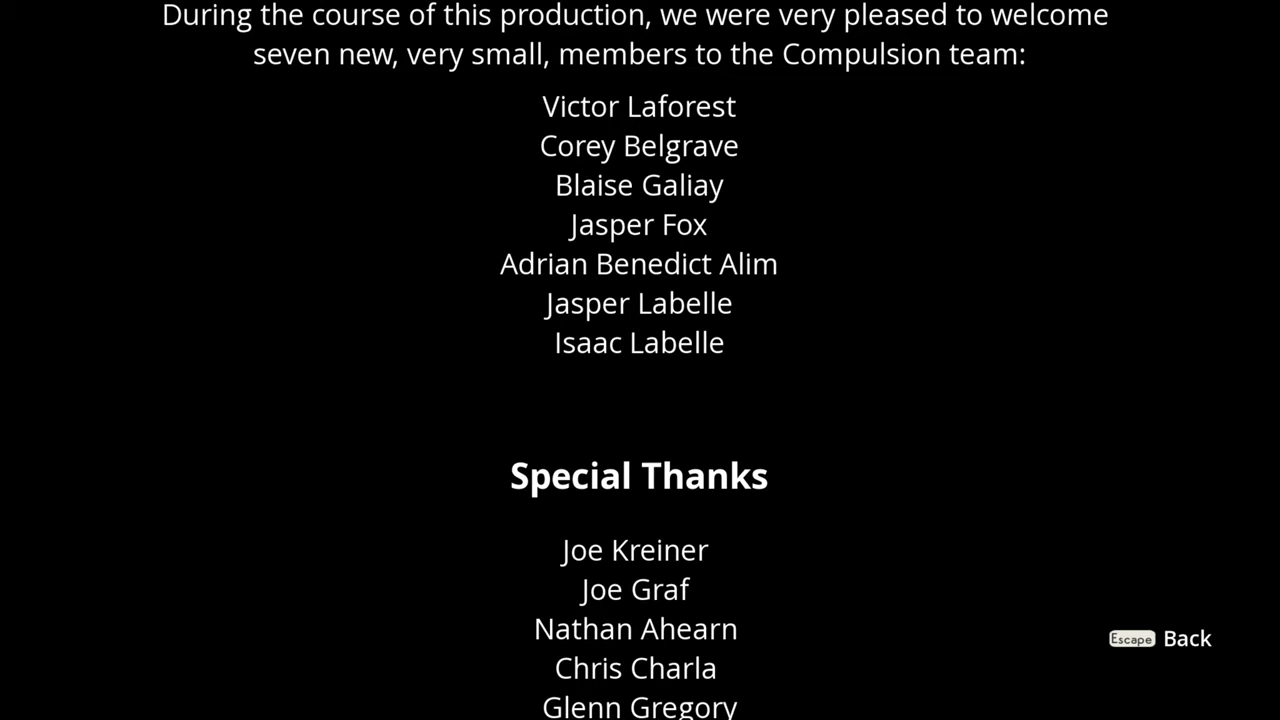 During the course of this production, we were very pleased to welcome
seven new, very small, members to the Compulsion team:
Victor Laforest
Corey Belgrave
Blaise Galiay
Jasper Fox
Adrian Benedict Alim
Jasper Labelle
Isaac Labelle
Special Thanks
Joe Kreiner
Joe Graf
Nathan Ahearn
Escape Back
Chris Charla
Glenn Gregory